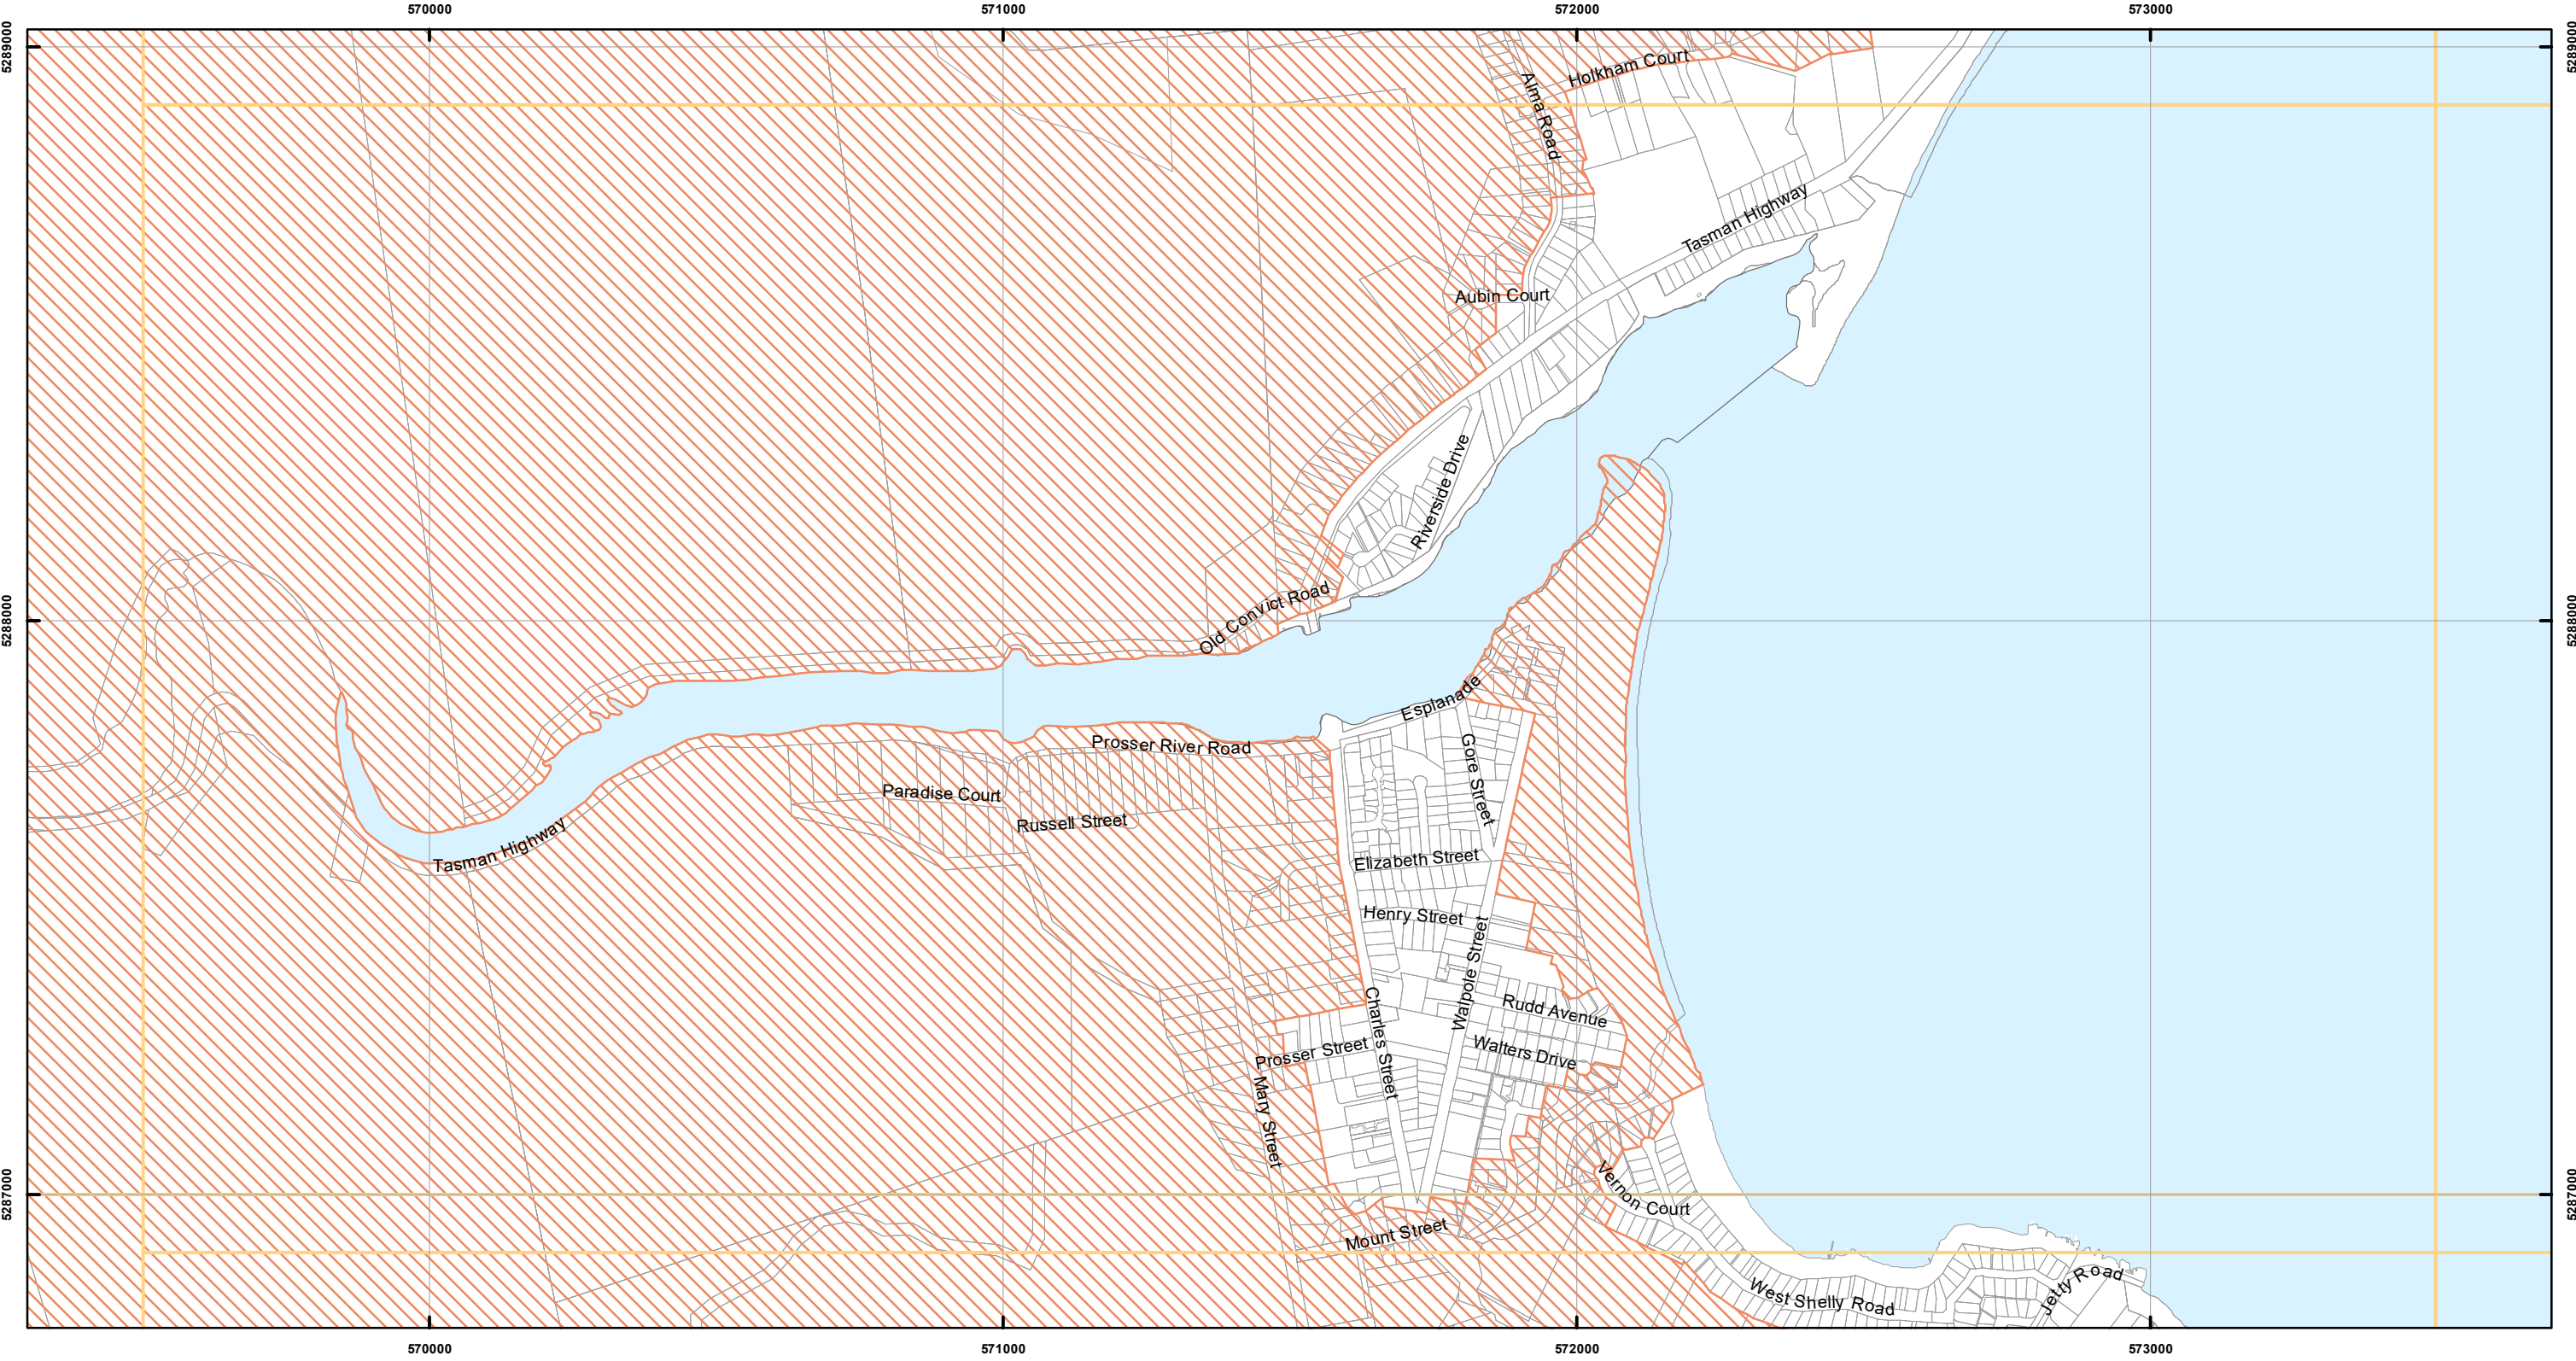 570000
571000
572000
573000
5289000
5289000
Holkham Court
Alma Road
Tasman Highway
Aubin Court
Riverside Drive
Old Convict Road
5288000
5288000
Esplanade
Prosser River Road
Gore Street
Paradise Court
Russell Street
Tasman Highway
Elizabeth Street
Henry Street
Walpole Street
Rudd Avenue
Charles Street
Prosser Street
Walters Drive
Mary Street
Vernon Court
5287000
5287000
Mount Street
West Shelly Road
Jetty Road
570000
571000
572000
573000